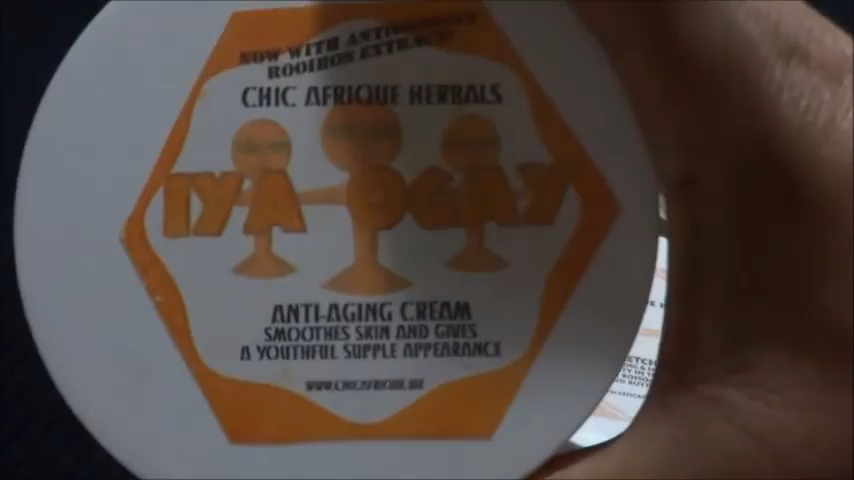 NOW WITH ANTIOXIDENT
ROOIBOS EXTRACT!
CHIC AFRIQUE HERBALS
IYA OGAY
ANTI-AGING CREAM
SMOOTHES SKIN AND GIVES
A YOUTHFUL SUPPLE APPEARANCE